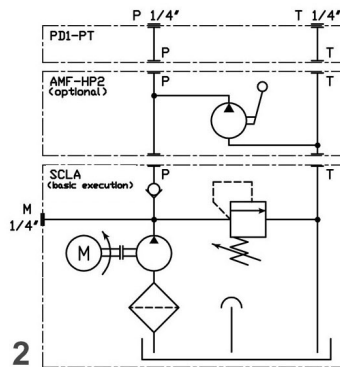 P 1/4" T 1/4"
PD1-PT
P T
AMF-HP2
(optional)
P T
SCLA
(basic execution)
P T
M
1/4"
M
2